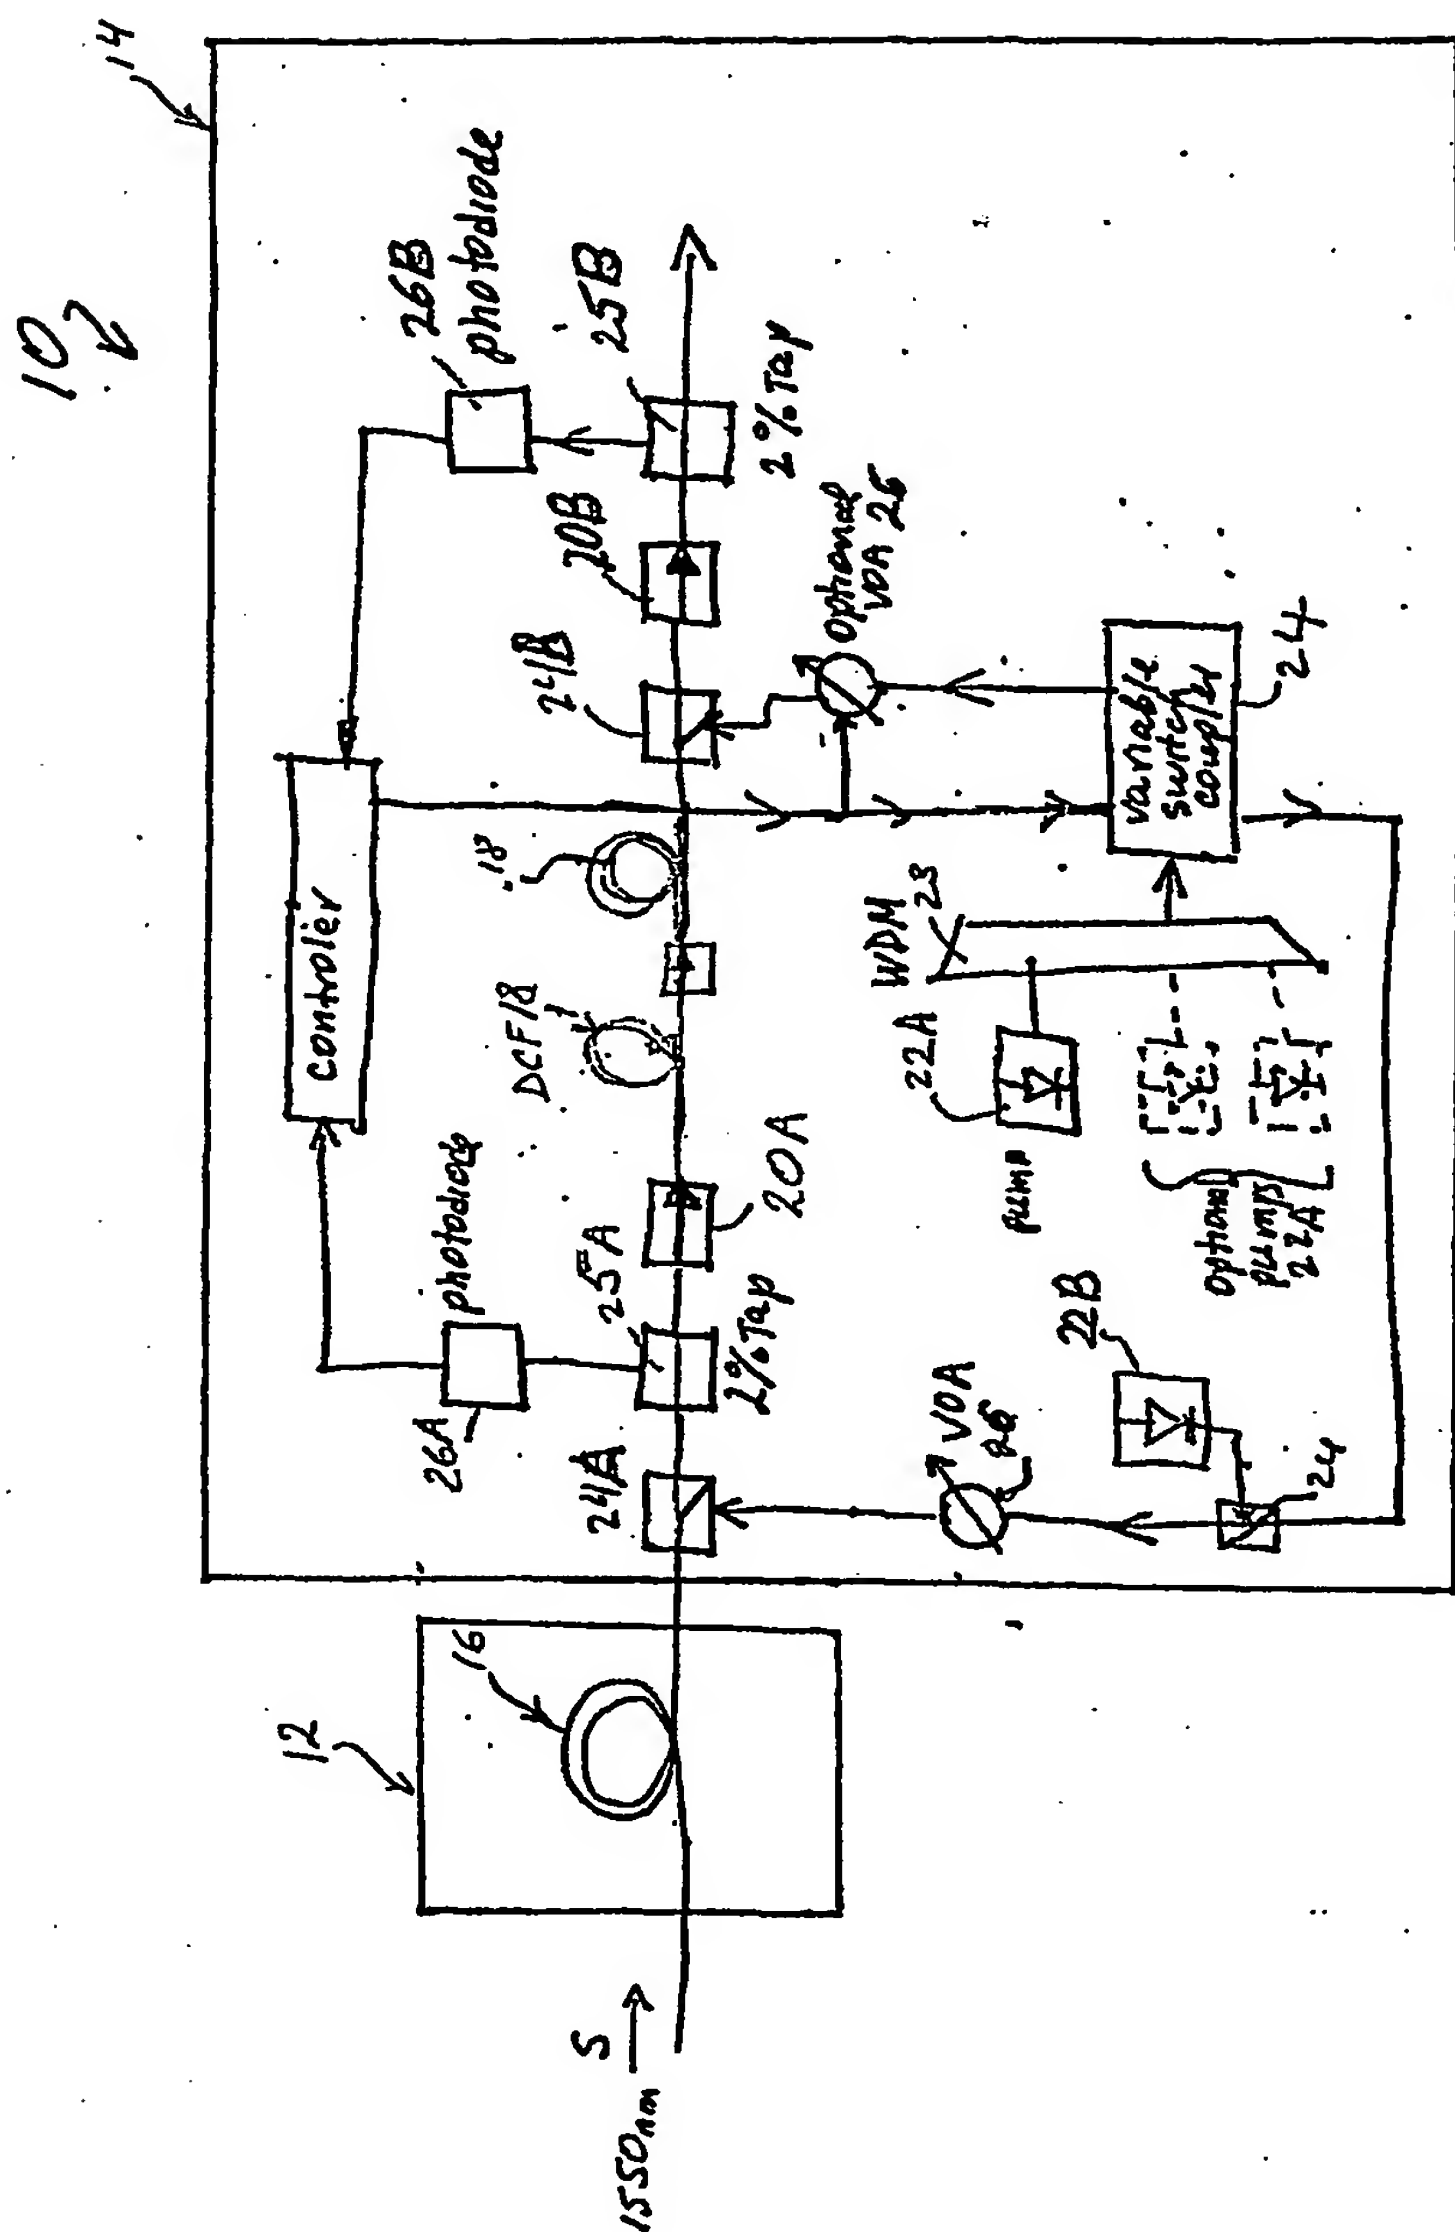 10
14
26B
photodiode
25B
2% Tap
20B
24B
optional
VOA 26
controller
18
DCF 18
variable
switch
coupler
24
WDM
23
22A
pump
optional
pumps
22A
20A
photodiode
26A
25A
2% Tap
24A
VOA
26
22B
24
12
16
S
1550nm